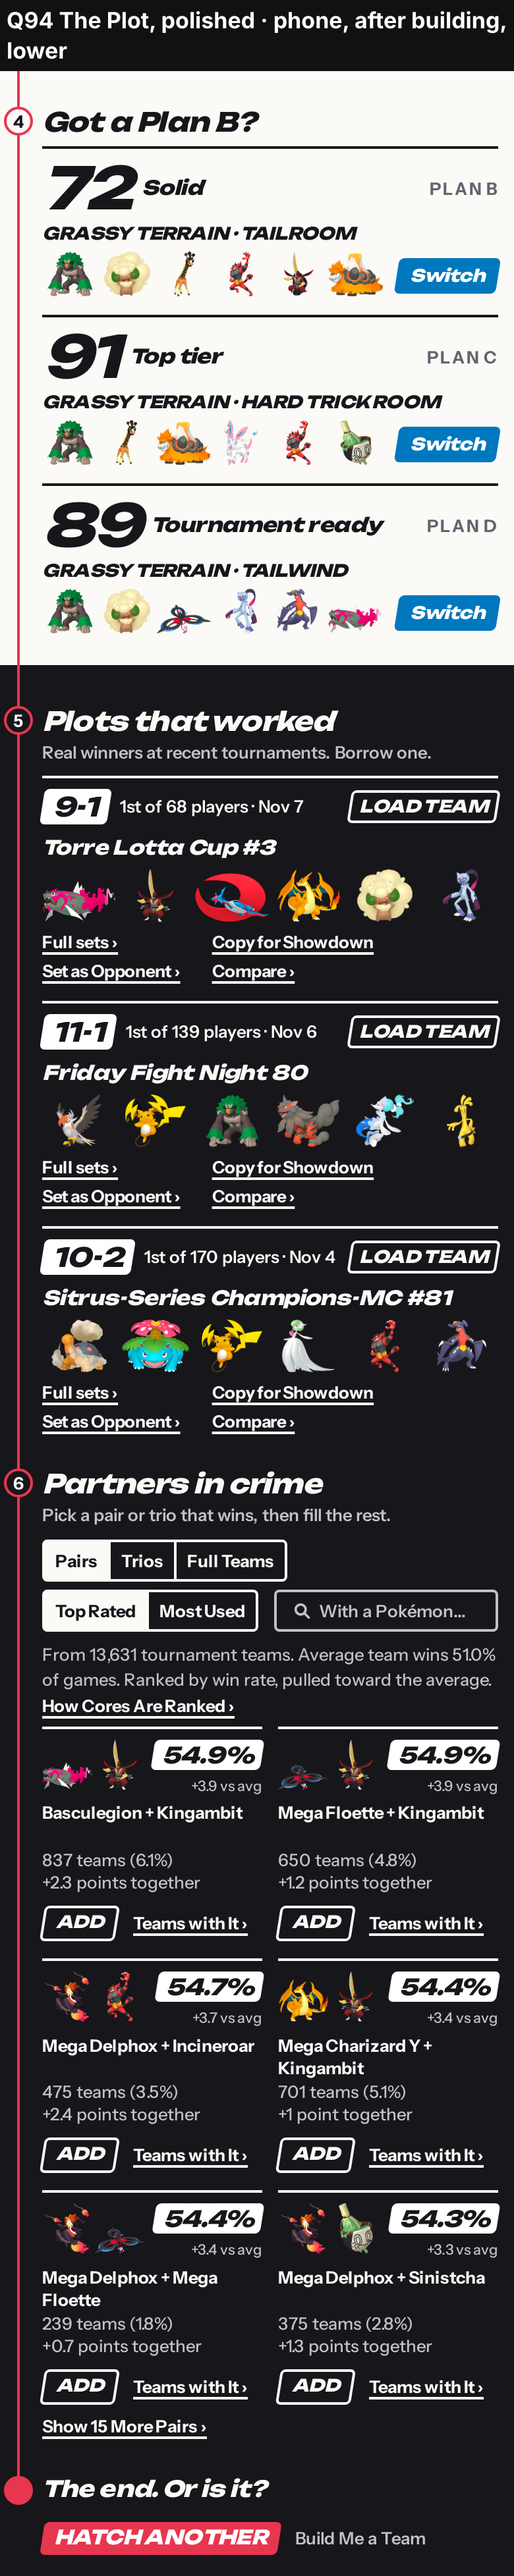 Q94 The Plot, polished · phone, after building,
lower
4
Got a Plan B?
72 Solid PLAN B
GRASSY TERRAIN · TAILROOM
Switch
91 Top tier PLAN C
GRASSY TERRAIN · HARD TRICK ROOM
Switch
89 Tournament ready PLAN D
GRASSY TERRAIN · TAILWIND
Switch
5
Plots that worked
Real winners at recent tournaments. Borrow one.
9-1 1st of 68 players · Nov 7 LOAD TEAM
Torre Lotta Cup #3
Full sets › Copy for Showdown
Set as Opponent › Compare ›
11-1 1st of 139 players · Nov 6 LOAD TEAM
Friday Fight Night 80
Full sets › Copy for Showdown
Set as Opponent › Compare ›
10-2 1st of 170 players · Nov 4 LOAD TEAM
Sitrus-Series Champions-MC #81
Full sets › Copy for Showdown
Set as Opponent › Compare ›
6
Partners in crime
Pick a pair or trio that wins, then fill the rest.
Pairs Trios Full Teams
Top Rated Most Used With a Pokémon...
From 13,631 tournament teams. Average team wins 51.0%
of games. Ranked by win rate, pulled toward the average.
How Cores Are Ranked ›
54.9% 54.9%
+3.9 vs avg +3.9 vs avg
Basculegion + Kingambit Mega Floette + Kingambit
837 teams (6.1%) 650 teams (4.8%)
+2.3 points together +1.2 points together
ADD Teams with It › ADD Teams with It ›
54.7% 54.4%
+3.7 vs avg +3.4 vs avg
Mega Delphox + Incineroar Mega Charizard Y +
Kingambit
475 teams (3.5%) 701 teams (5.1%)
+2.4 points together +1 point together
ADD Teams with It › ADD Teams with It ›
54.4% 54.3%
+3.4 vs avg +3.3 vs avg
Mega Delphox + Mega Mega Delphox + Sinistcha
Floette
239 teams (1.8%) 375 teams (2.8%)
+0.7 points together +1.3 points together
ADD Teams with It › ADD Teams with It ›
Show 15 More Pairs ›
The end. Or is it?
HATCH ANOTHER Build Me a Team